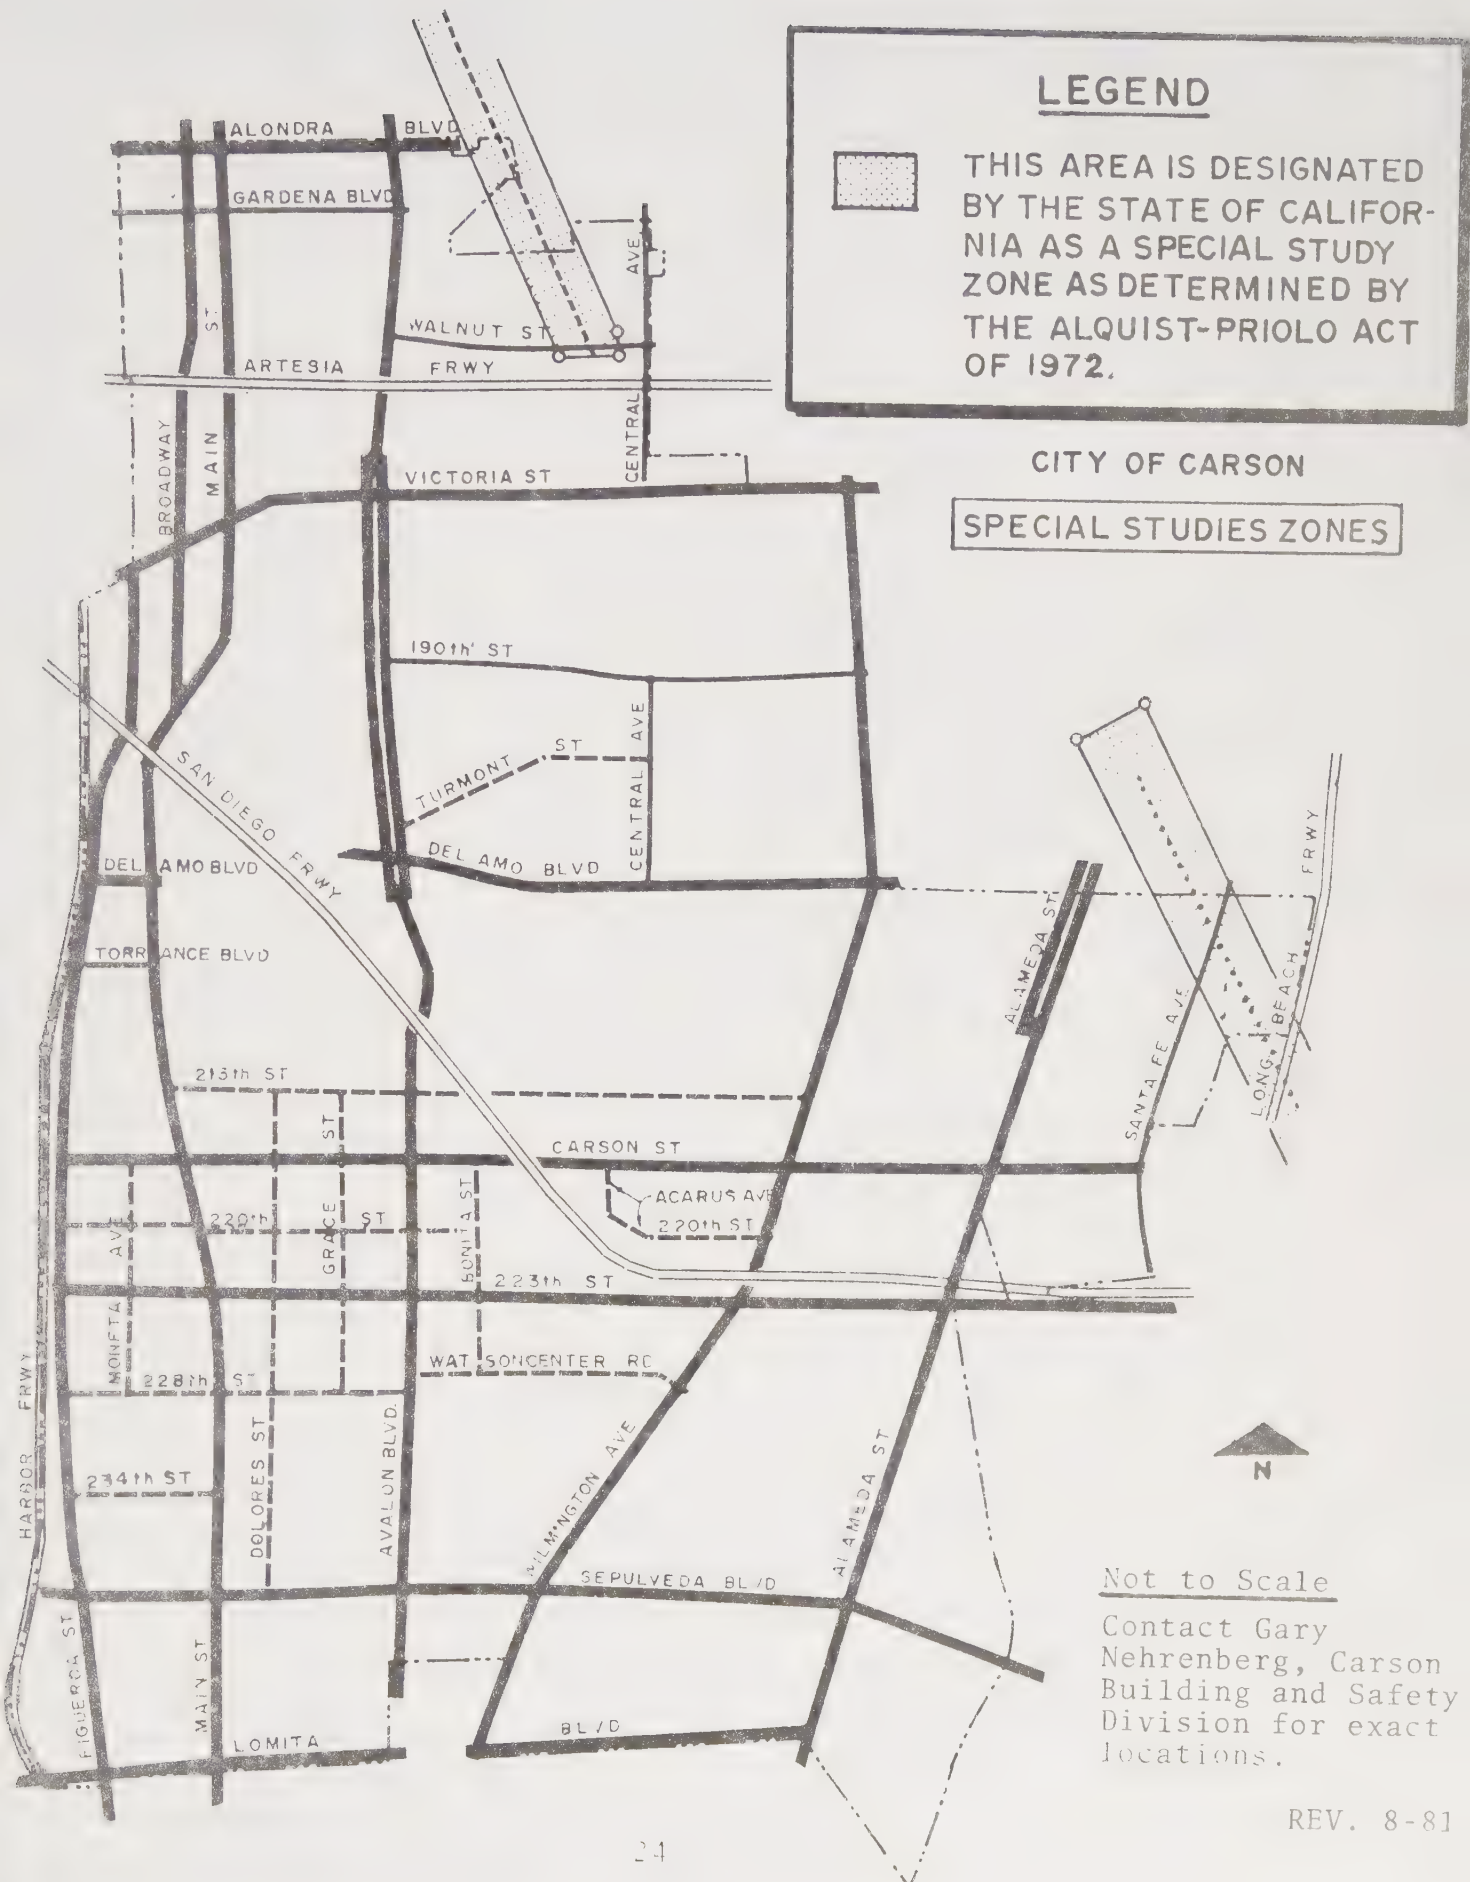 LEGEND
THIS AREA IS DESIGNATED
BY THE STATE OF CALIFOR-
NIA AS A SPECIAL STUDY
ZONE AS DETERMINED BY
THE ALQUIST-PRIOLO ACT
OF 1972.
CITY OF CARSON
SPECIAL STUDIES ZONES
ALONDRA BLVD
GARDENA BLVD
AVE
ST
WALNUT ST
ARTESIA FRWY
CENTRAL
BROADWAY
MAIN
VICTORIA ST
190th ST
SAN DIEGO FRWY
TURMONT ST
CENTRAL AVE
DEL AMO BLVD
DEL AMO BLVD
FRWY
ALAMEDA ST
TORRANCE BLVD
SANTA FE AVE
LONG BEACH
213th ST
CARSON ST
ACARUS AVE
220th ST
220th ST
GRACE ST
BONITA ST
MONETA AVE
223th ST
WATSONCENTER RD
228th ST
HARBOR FRWY
234th ST
DOLORES ST
AVALON BLVD.
WILMINGTON AVE
ALAMEDA ST
N
SEPULVEDA BLVD
FIGUEROA ST
MAIN ST
LOMITA BLVD
Not to Scale
Contact Gary
Nehrenberg, Carson
Building and Safety
Division for exact
locations.
REV. 8-81
24